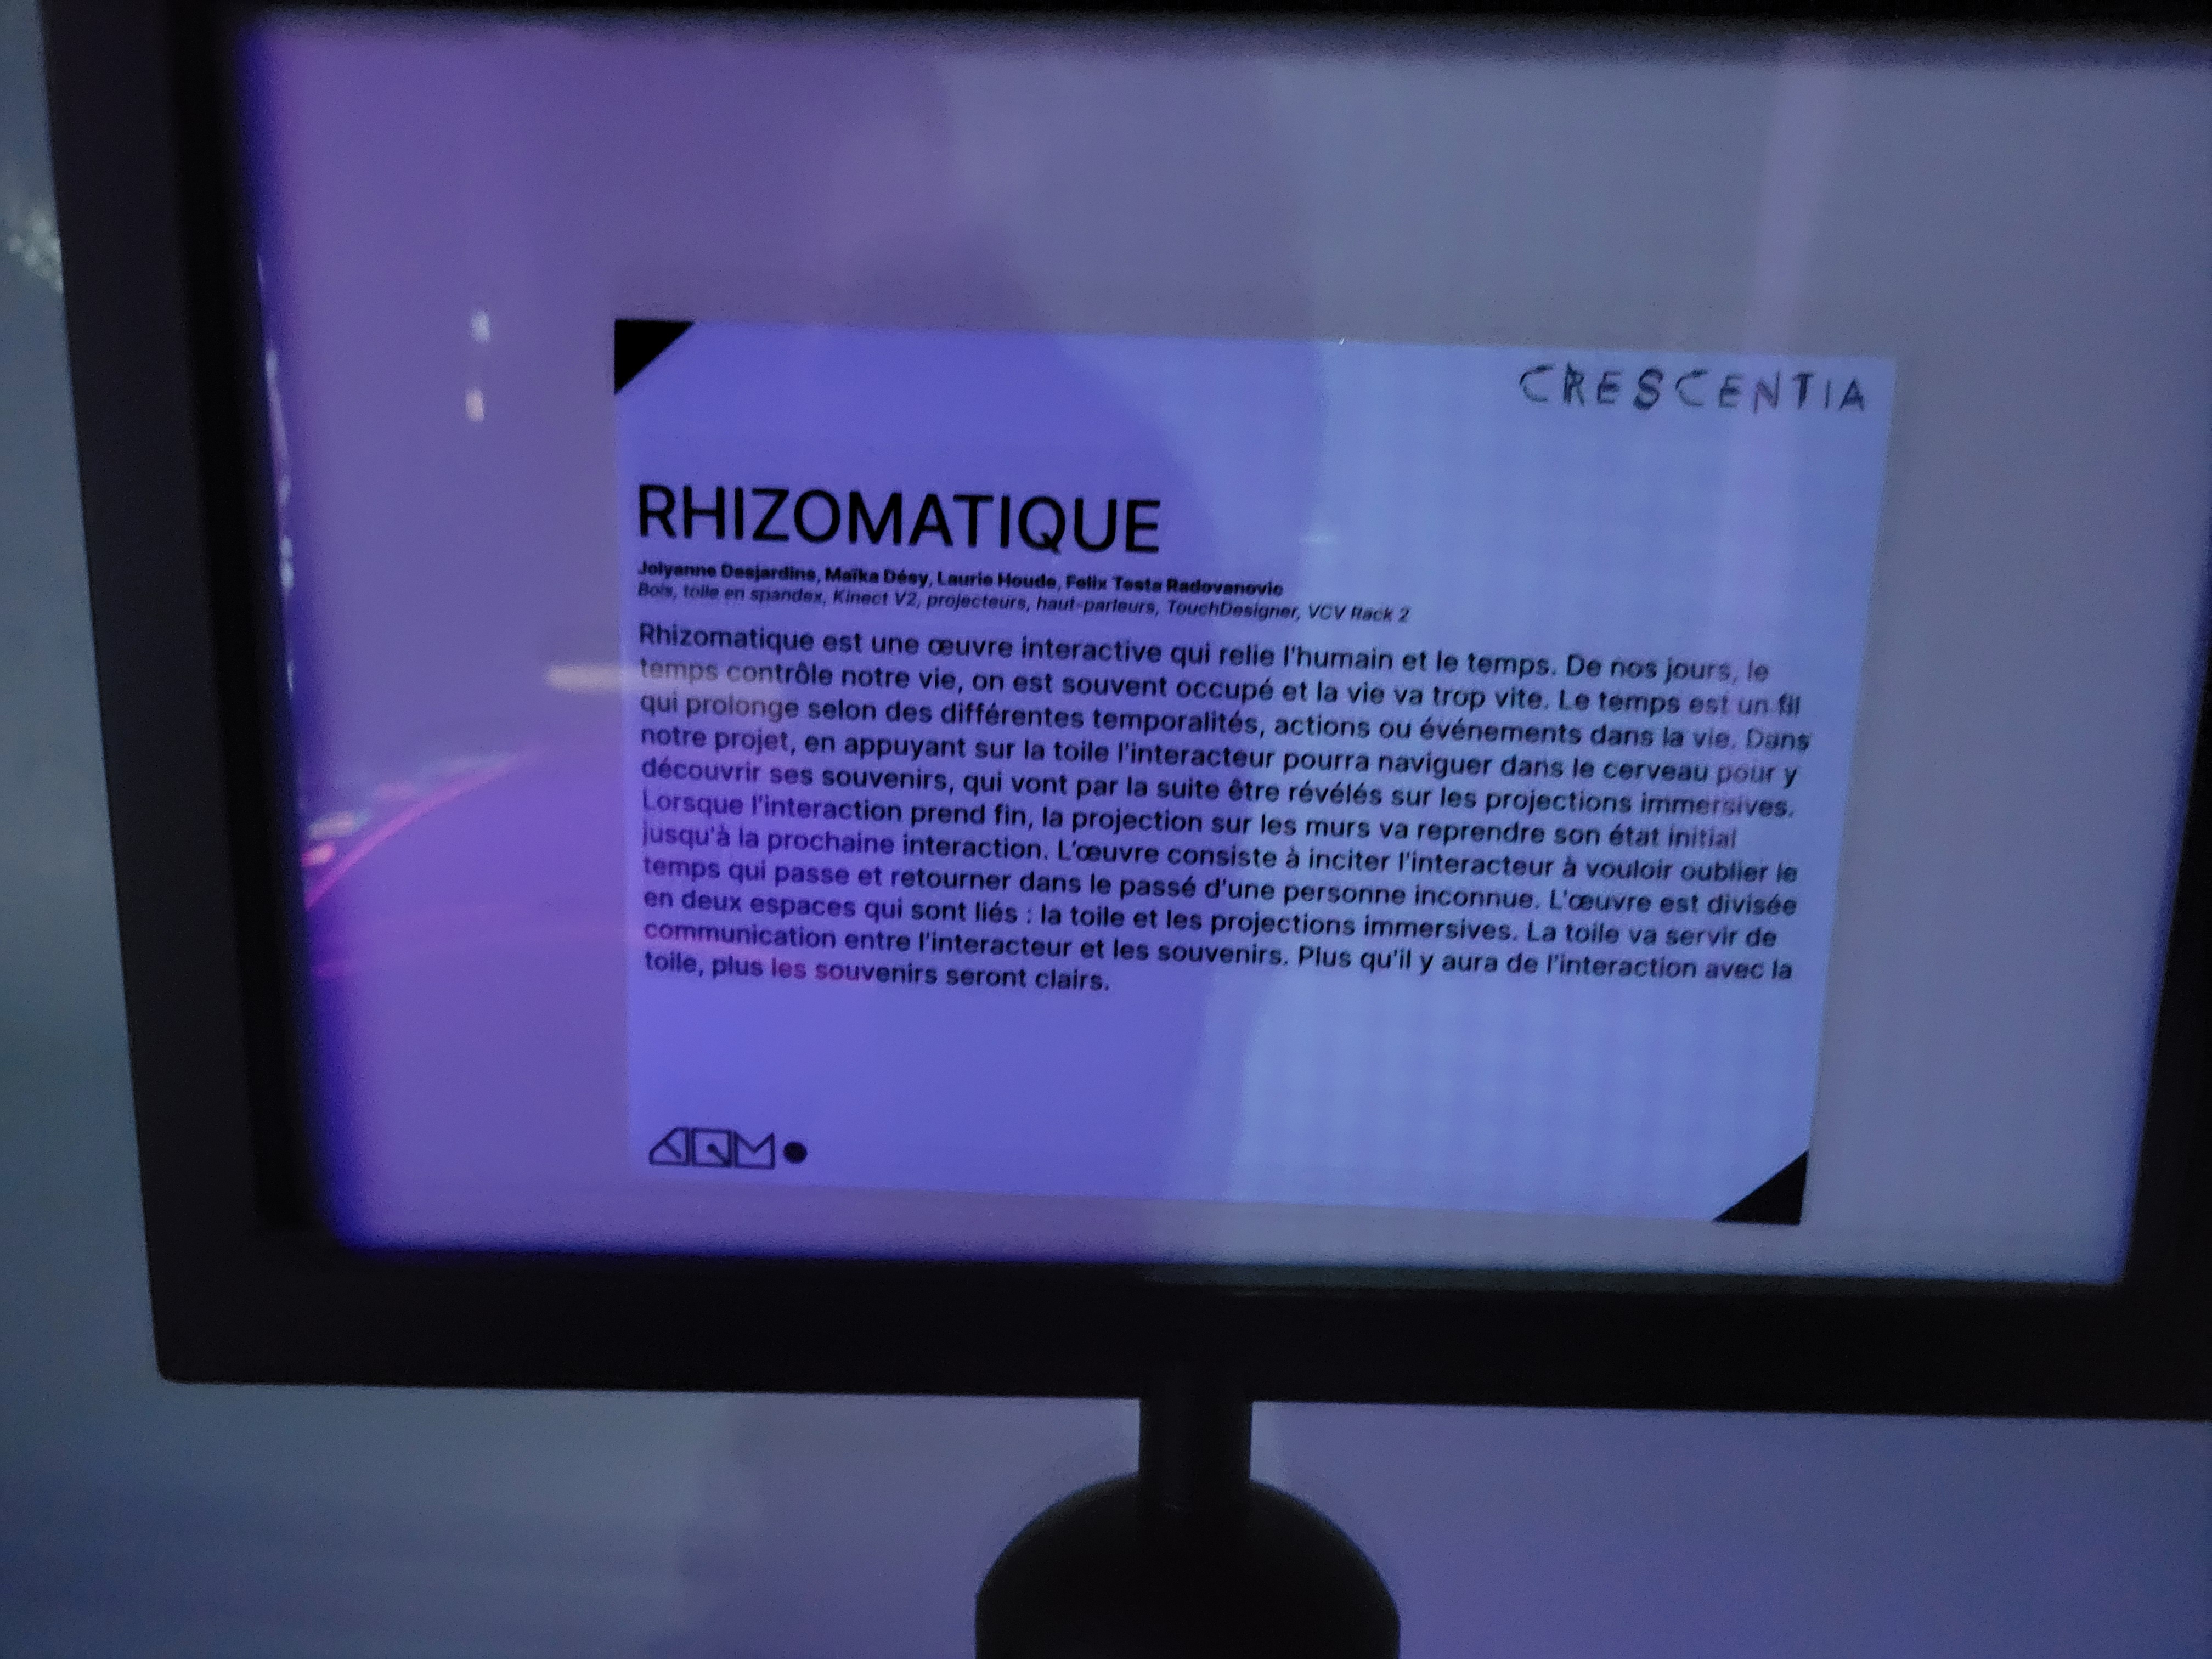 CRESCENTIA
RHIZOMATIQUE
Jolyanne Desjardins, Maïka Désy, Laurie Houde, Felix Testa Radovanovic
Bois, toile en spandex, Kinect V2, projecteurs, haut-parleurs, TouchDesigner, VCV Rack 2
Rhizomatique est une œuvre interactive qui relie l'humain et le temps. De nos jours, le
temps contrôle notre vie, on est souvent occupé et la vie va trop vite. Le temps est un fil
qui prolonge selon des différentes temporalités, actions ou événements dans la vie. Dans
notre projet, en appuyant sur la toile l'interacteur pourra naviguer dans le cerveau pour y
découvrir ses souvenirs, qui vont par la suite être révélés sur les projections immersives.
Lorsque l'interaction prend fin, la projection sur les murs va reprendre son état initial
jusqu'à la prochaine interaction. L'œuvre consiste à inciter l'interacteur à vouloir oublier le
temps qui passe et retourner dans le passé d'une personne inconnue. L'œuvre est divisée
en deux espaces qui sont liés : la toile et les projections immersives. La toile va servir de
communication entre l'interacteur et les souvenirs. Plus qu'il y aura de l'interaction avec la
toile, plus les souvenirs seront clairs.